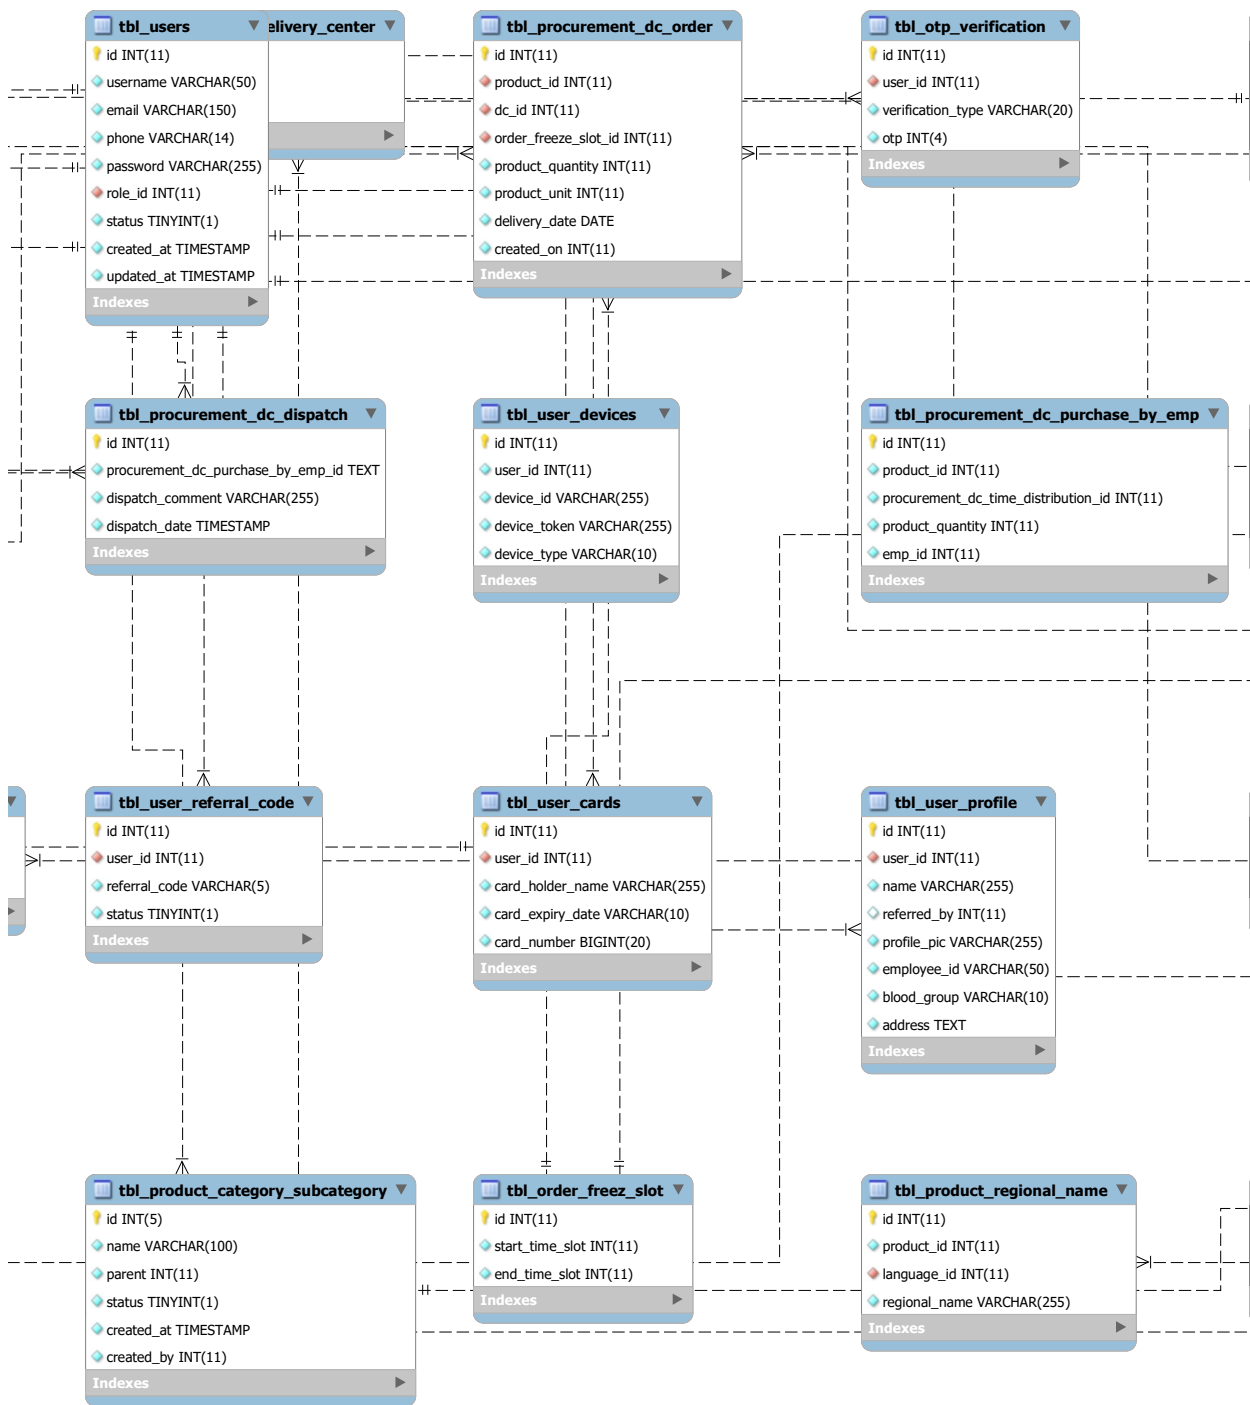 tbl_users
id INT(11)
username VARCHAR(50)
email VARCHAR(150)
phone VARCHAR(14)
password VARCHAR(255)
role_id INT(11)
status TINYINT(1)
created_at TIMESTAMP
updated_at TIMESTAMP
Indexes
elivery_center
tbl_procurement_dc_order
id INT(11)
product_id INT(11)
dc_id INT(11)
order_freeze_slot_id INT(11)
product_quantity INT(11)
product_unit INT(11)
delivery_date DATE
created_on INT(11)
Indexes
tbl_otp_verification
id INT(11)
user_id INT(11)
verification_type VARCHAR(20)
otp INT(4)
Indexes
tbl_procurement_dc_dispatch
id INT(11)
procurement_dc_purchase_by_emp_id TEXT
dispatch_comment VARCHAR(255)
dispatch_date TIMESTAMP
Indexes
tbl_user_devices
id INT(11)
user_id INT(11)
device_id VARCHAR(255)
device_token VARCHAR(255)
device_type VARCHAR(10)
Indexes
tbl_procurement_dc_purchase_by_emp
id INT(11)
product_id INT(11)
procurement_dc_time_distribution_id INT(11)
product_quantity INT(11)
emp_id INT(11)
Indexes
tbl_user_referral_code
id INT(11)
user_id INT(11)
referral_code VARCHAR(5)
status TINYINT(1)
Indexes
tbl_user_cards
id INT(11)
user_id INT(11)
card_holder_name VARCHAR(255)
card_expiry_date VARCHAR(10)
card_number BIGINT(20)
Indexes
tbl_user_profile
id INT(11)
user_id INT(11)
name VARCHAR(255)
referred_by INT(11)
profile_pic VARCHAR(255)
employee_id VARCHAR(50)
blood_group VARCHAR(10)
address TEXT
Indexes
tbl_product_category_subcategory
id INT(5)
name VARCHAR(100)
parent INT(11)
status TINYINT(1)
created_at TIMESTAMP
created_by INT(11)
Indexes
tbl_order_freez_slot
id INT(11)
start_time_slot INT(11)
end_time_slot INT(11)
Indexes
tbl_product_regional_name
id INT(11)
product_id INT(11)
language_id INT(11)
regional_name VARCHAR(255)
Indexes